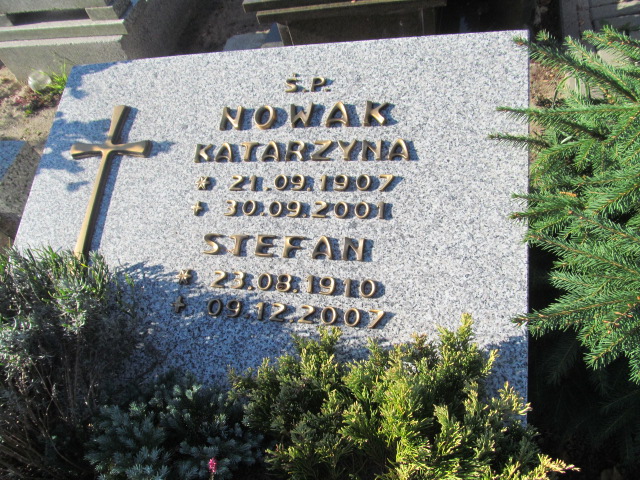 Ś.P.
NOWAK
KATARZYNA
* 21.09.1907
+ 30.09.2001
STEFAN
* 23.08.1910
+ 09.12.2007